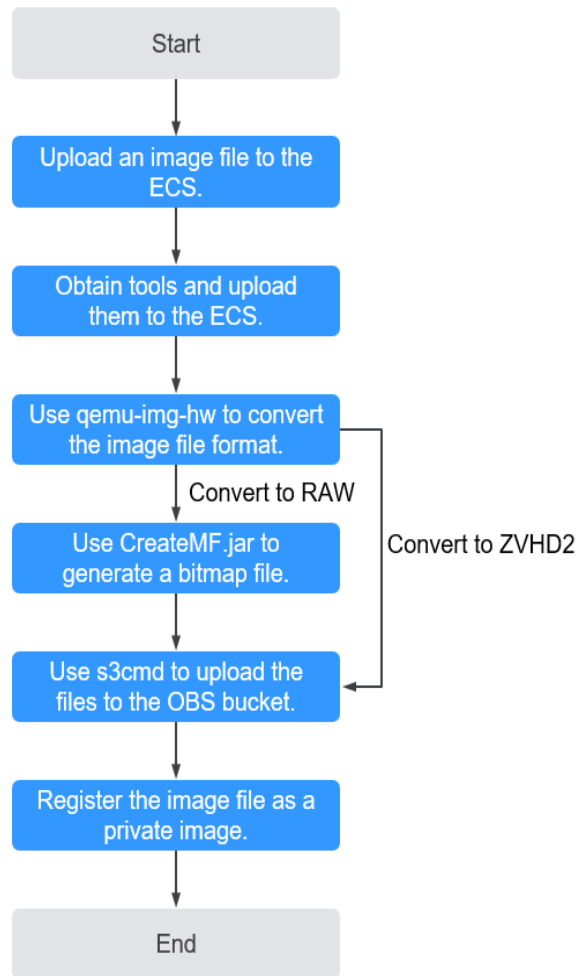 Start
Upload an image file to the
ECS.
Obtain tools and upload
them to the ECS.
Use qemu-img-hw to convert
the image file format.
Convert to RAW
Convert to ZVHD2
Use CreateMF.jar to
generate a bitmap file.
Use s3cmd to upload the
files to the OBS bucket.
Register the image file as a
private image.
End